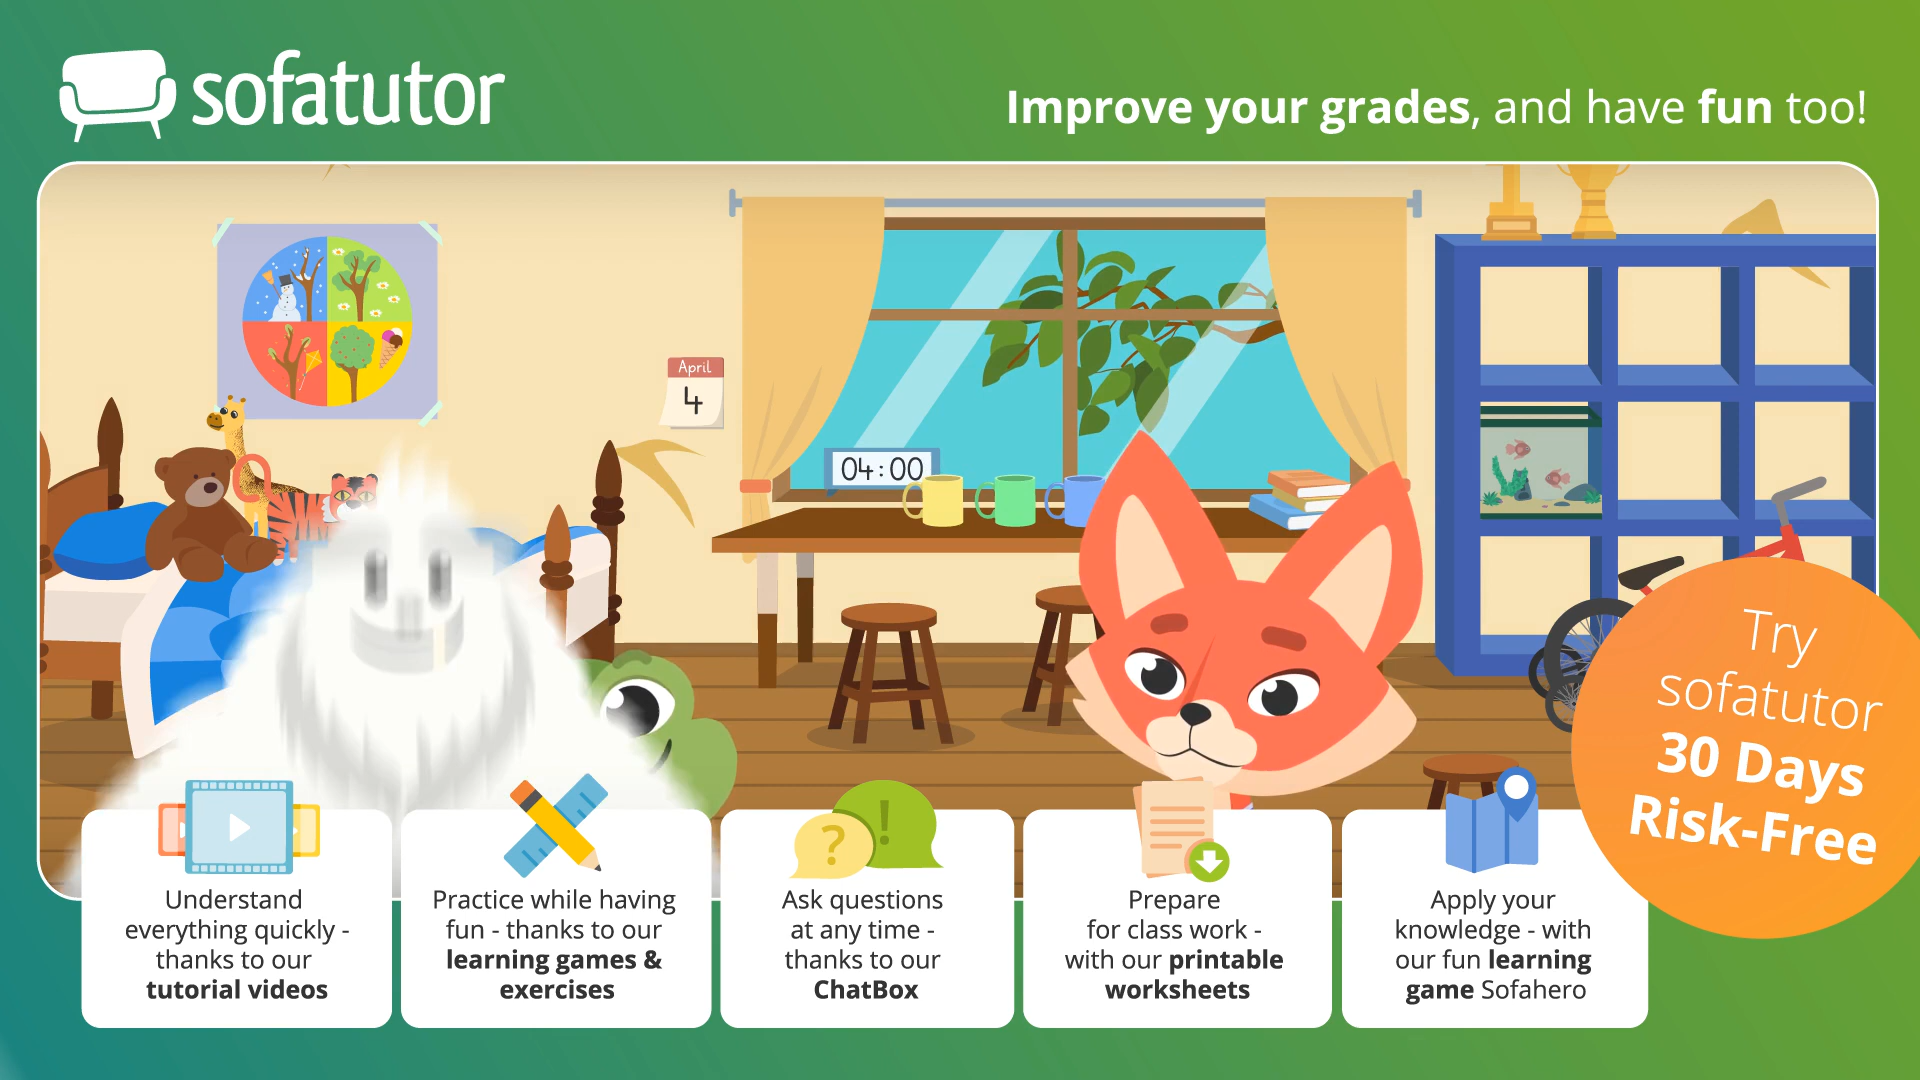 sofatutor
Improve your grades, and have fun too!
April
4
04:00
Try
sofatutor
30 Days
Risk-Free
?
!
Understand
everything quickly -
thanks to our
tutorial videos
Practice while having
fun - thanks to our
learning games &
exercises
Ask questions
at any time -
thanks to our
ChatBox
Prepare
for class work -
with our printable
worksheets
Apply your
knowledge - with
our fun learning
game Sofahero